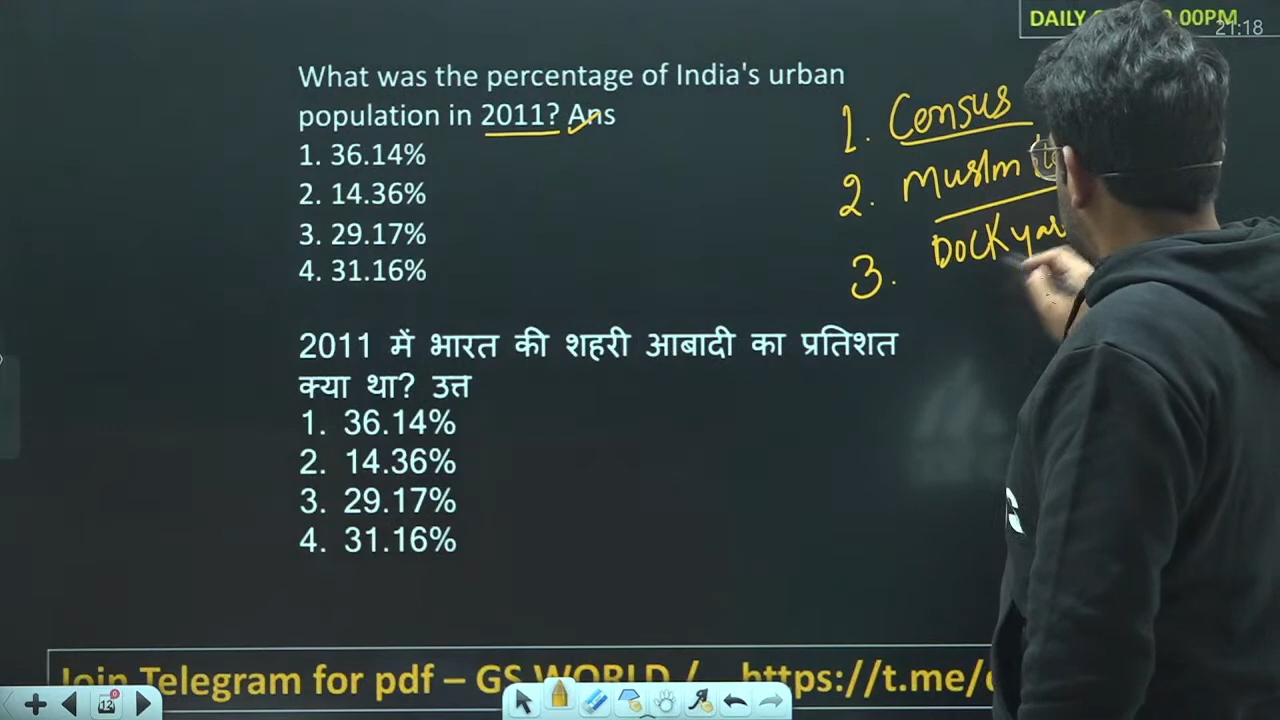 DAILY
.00PM
21:18
What was the percentage of India's urban
population in 2011? Ans
1. 36.14%
2. 14.36%
3. 29.17%
4. 31.16%
1. Census
2. Muslim
3.
2011 में भारत की शहरी आबादी का प्रतिशत
क्या था? उत्त
1. 36.14%
2. 14.36%
3. 29.17%
4. 31.16%
Join Telegram for pdf – GS WORLD / https://t.me/
12